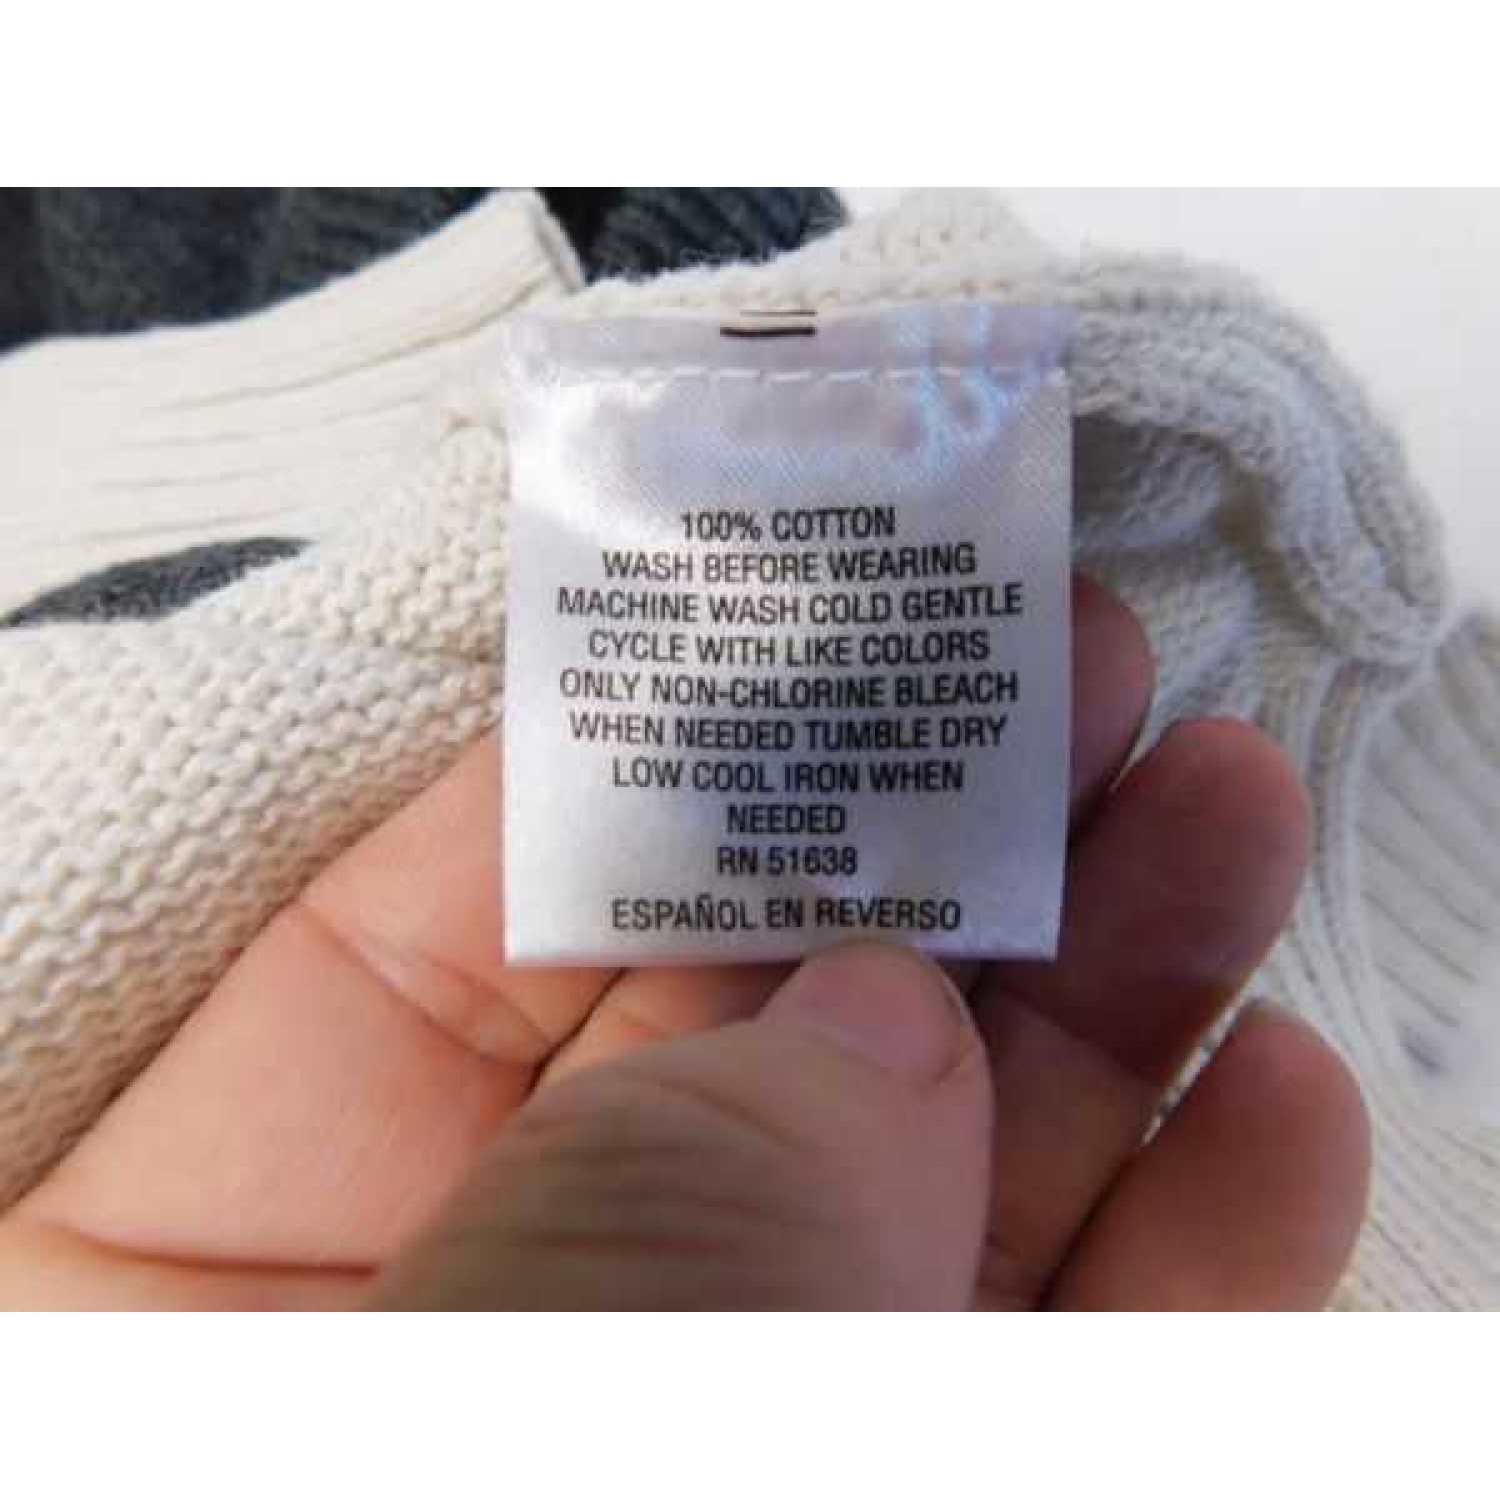 100% COTTON
WASH BEFORE WEARING
MACHINE WASH COLD GENTLE
CYCLE WITH LIKE COLORS
ONLY NON-CHLORINE BLEACH
WHEN NEEDED TUMBLE DRY
LOW COOL IRON WHEN
NEEDED
RN 51638
ESPAÑOL EN REVERSO